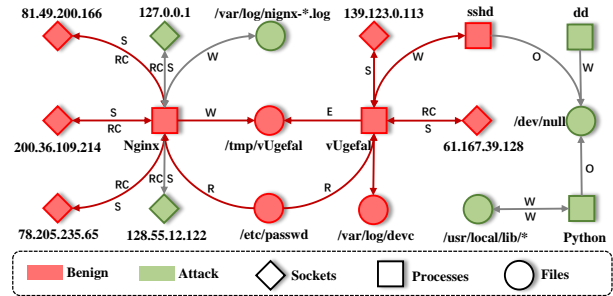 81.49.200.166 127.0.0.1 /var/log/nignx-*.log 139.123.0.113 sshd dd
S RC RC S W S W O W
200.36.109.214 S RC Nginx W /tmp/vUgefal E vUgefal RC S 61.167.39.128 /dev/null
RC S RC S R R O
78.205.235.65 128.55.12.122 /etc/passwd /var/log/devc /usr/local/lib/* W W Python
Benign Attack Sockets Processes Files